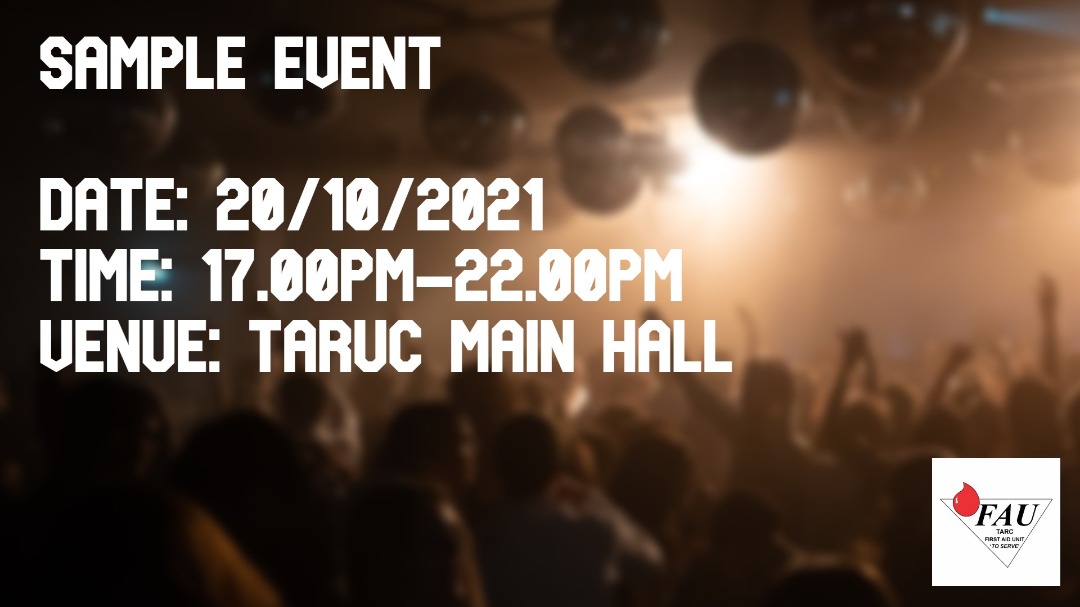 SAMPLE EVENT
DATE: 20/10/2021
TIME: 17.00PM-22.00PM
VENUE: TARUC MAIN HALL
FAU
TARC
FIRST AID UNIT
"TO SERVE"